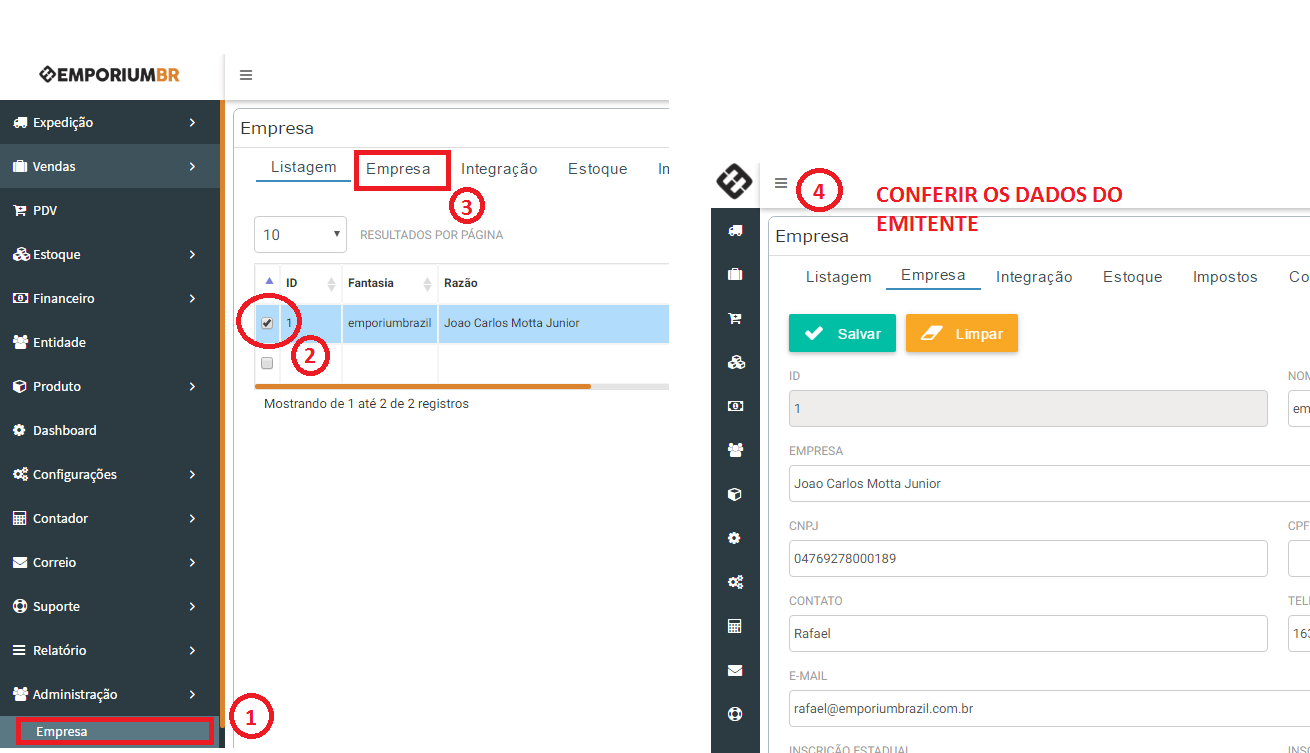 EMPORIUMBR
Expedição
Vendas
PDV
Estoque
Financeiro
Entidade
Produto
Dashboard
Configurações
Contador
Correio
Suporte
Relatório
Administração
Empresa
1
Empresa
Listagem Empresa Integração Estoque In
3
10 RESULTADOS POR PÁGINA
ID Fantasia Razão
1 emporiumbrazil Joao Carlos Motta Junior
2
Mostrando de 1 até 2 de 2 registros
4
CONFERIR OS DADOS DO
EMITENTE
Empresa
Listagem Empresa Integração Estoque Impostos Co
Salvar Limpar
ID NOM
1 em
EMPRESA
Joao Carlos Motta Junior
CNPJ CPF
04769278000189
CONTATO TELE
Rafael 163
E-MAIL
rafael@emporiumbrazil.com.br
INSCRIÇÃO ESTADUAL INSC